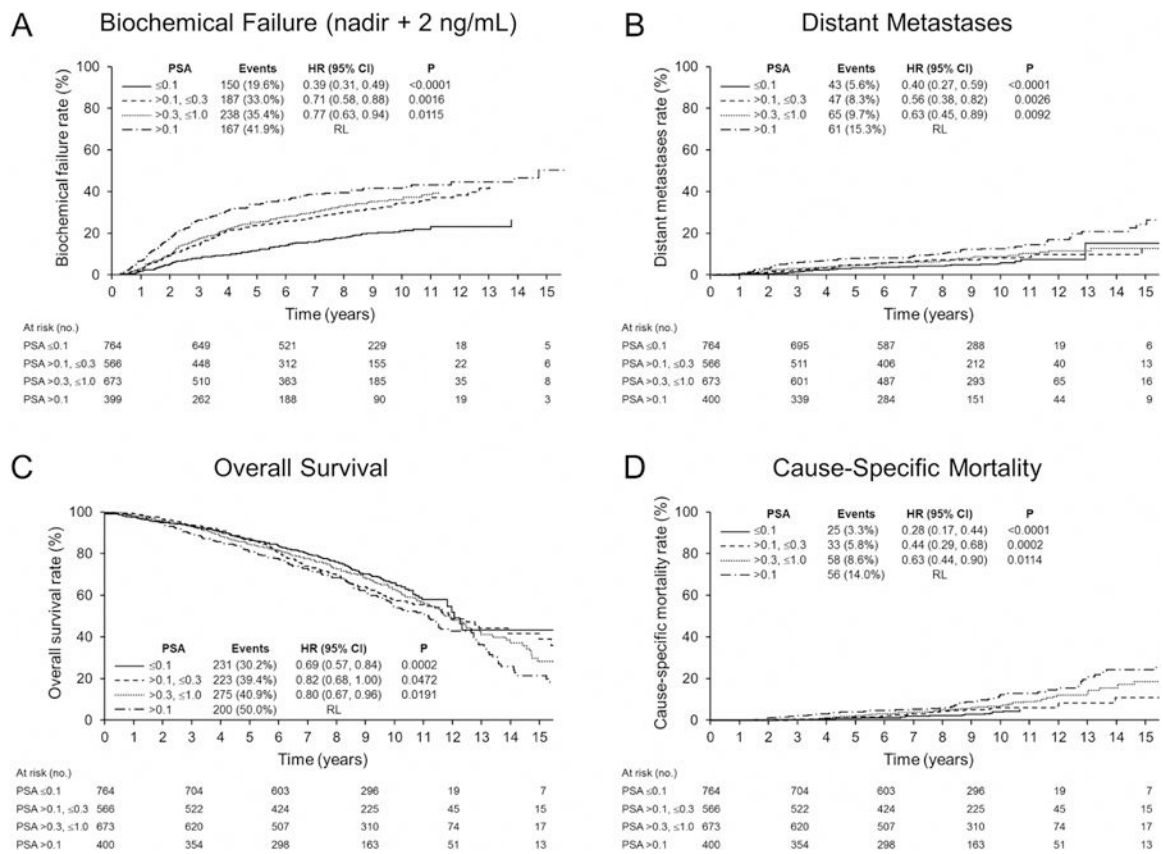 A Biochemical Failure (nadir + 2 ng/mL)
PSA Events HR (95% CI) P
≤0.1 150 (19.6%) 0.39 (0.31, 0.49) <0.0001
>0.1, ≤0.3 187 (33.0%) 0.71 (0.58, 0.88) 0.0016
>0.3, ≤1.0 238 (35.4%) 0.77 (0.63, 0.94) 0.0115
>0.1 167 (41.9%) RL
Biochemical failure rate (%)
100
80
60
40
20
0
0 1 2 3 4 5 6 7 8 9 10 11 12 13 14 15
Time (years)
At risk (no.)
PSA ≤0.1 764 649 521 229 18 5
PSA >0.1, ≤0.3 566 448 312 155 22 6
PSA >0.3, ≤1.0 673 510 363 185 35 8
PSA >0.1 399 262 188 90 19 3
B Distant Metastases
PSA Events HR (95% CI) P
≤0.1 43 (5.6%) 0.40 (0.27, 0.59) <0.0001
>0.1, ≤0.3 47 (8.3%) 0.56 (0.38, 0.82) 0.0026
>0.3, ≤1.0 65 (9.7%) 0.63 (0.45, 0.89) 0.0092
>0.1 61 (15.3%) RL
Distant metastases rate (%)
100
80
60
40
20
0
0 1 2 3 4 5 6 7 8 9 10 11 12 13 14 15
Time (years)
At risk (no.)
PSA ≤0.1 764 695 587 288 19 6
PSA >0.1, ≤0.3 566 511 406 212 40 13
PSA >0.3, ≤1.0 673 601 487 293 65 16
PSA >0.1 400 339 284 151 44 9
C Overall Survival
Overall survival rate (%)
100
80
60
40
20
0
PSA Events HR (95% CI) P
≤0.1 231 (30.2%) 0.69 (0.57, 0.84) 0.0002
>0.1, ≤0.3 223 (39.4%) 0.82 (0.68, 1.00) 0.0472
>0.3, ≤1.0 275 (40.9%) 0.80 (0.67, 0.96) 0.0191
>0.1 200 (50.0%) RL
0 1 2 3 4 5 6 7 8 9 10 11 12 13 14 15
Time (years)
At risk (no.)
PSA ≤0.1 764 704 603 296 19 7
PSA >0.1, ≤0.3 566 522 424 225 45 15
PSA >0.3, ≤1.0 673 620 507 310 74 17
PSA >0.1 400 354 298 163 51 13
D Cause-Specific Mortality
PSA Events HR (95% CI) P
≤0.1 25 (3.3%) 0.28 (0.17, 0.44) <0.0001
>0.1, ≤0.3 33 (5.8%) 0.44 (0.29, 0.68) 0.0002
>0.3, ≤1.0 58 (8.6%) 0.63 (0.44, 0.90) 0.0114
>0.1 56 (14.0%) RL
Cause-specific mortality rate (%)
100
80
60
40
20
0
0 1 2 3 4 5 6 7 8 9 10 11 12 13 14 15
Time (years)
At risk (no.)
PSA ≤0.1 764 704 603 296 19 7
PSA >0.1, ≤0.3 566 522 424 225 45 15
PSA >0.3, ≤1.0 673 620 507 310 74 17
PSA >0.1 400 354 298 163 51 13